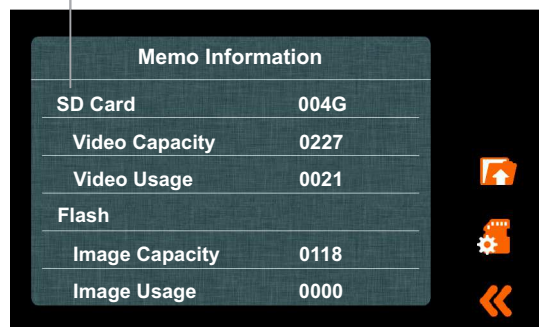 Memo Information
SD Card 004G
Video Capacity 0227
Video Usage 0021
Flash
Image Capacity 0118
Image Usage 0000